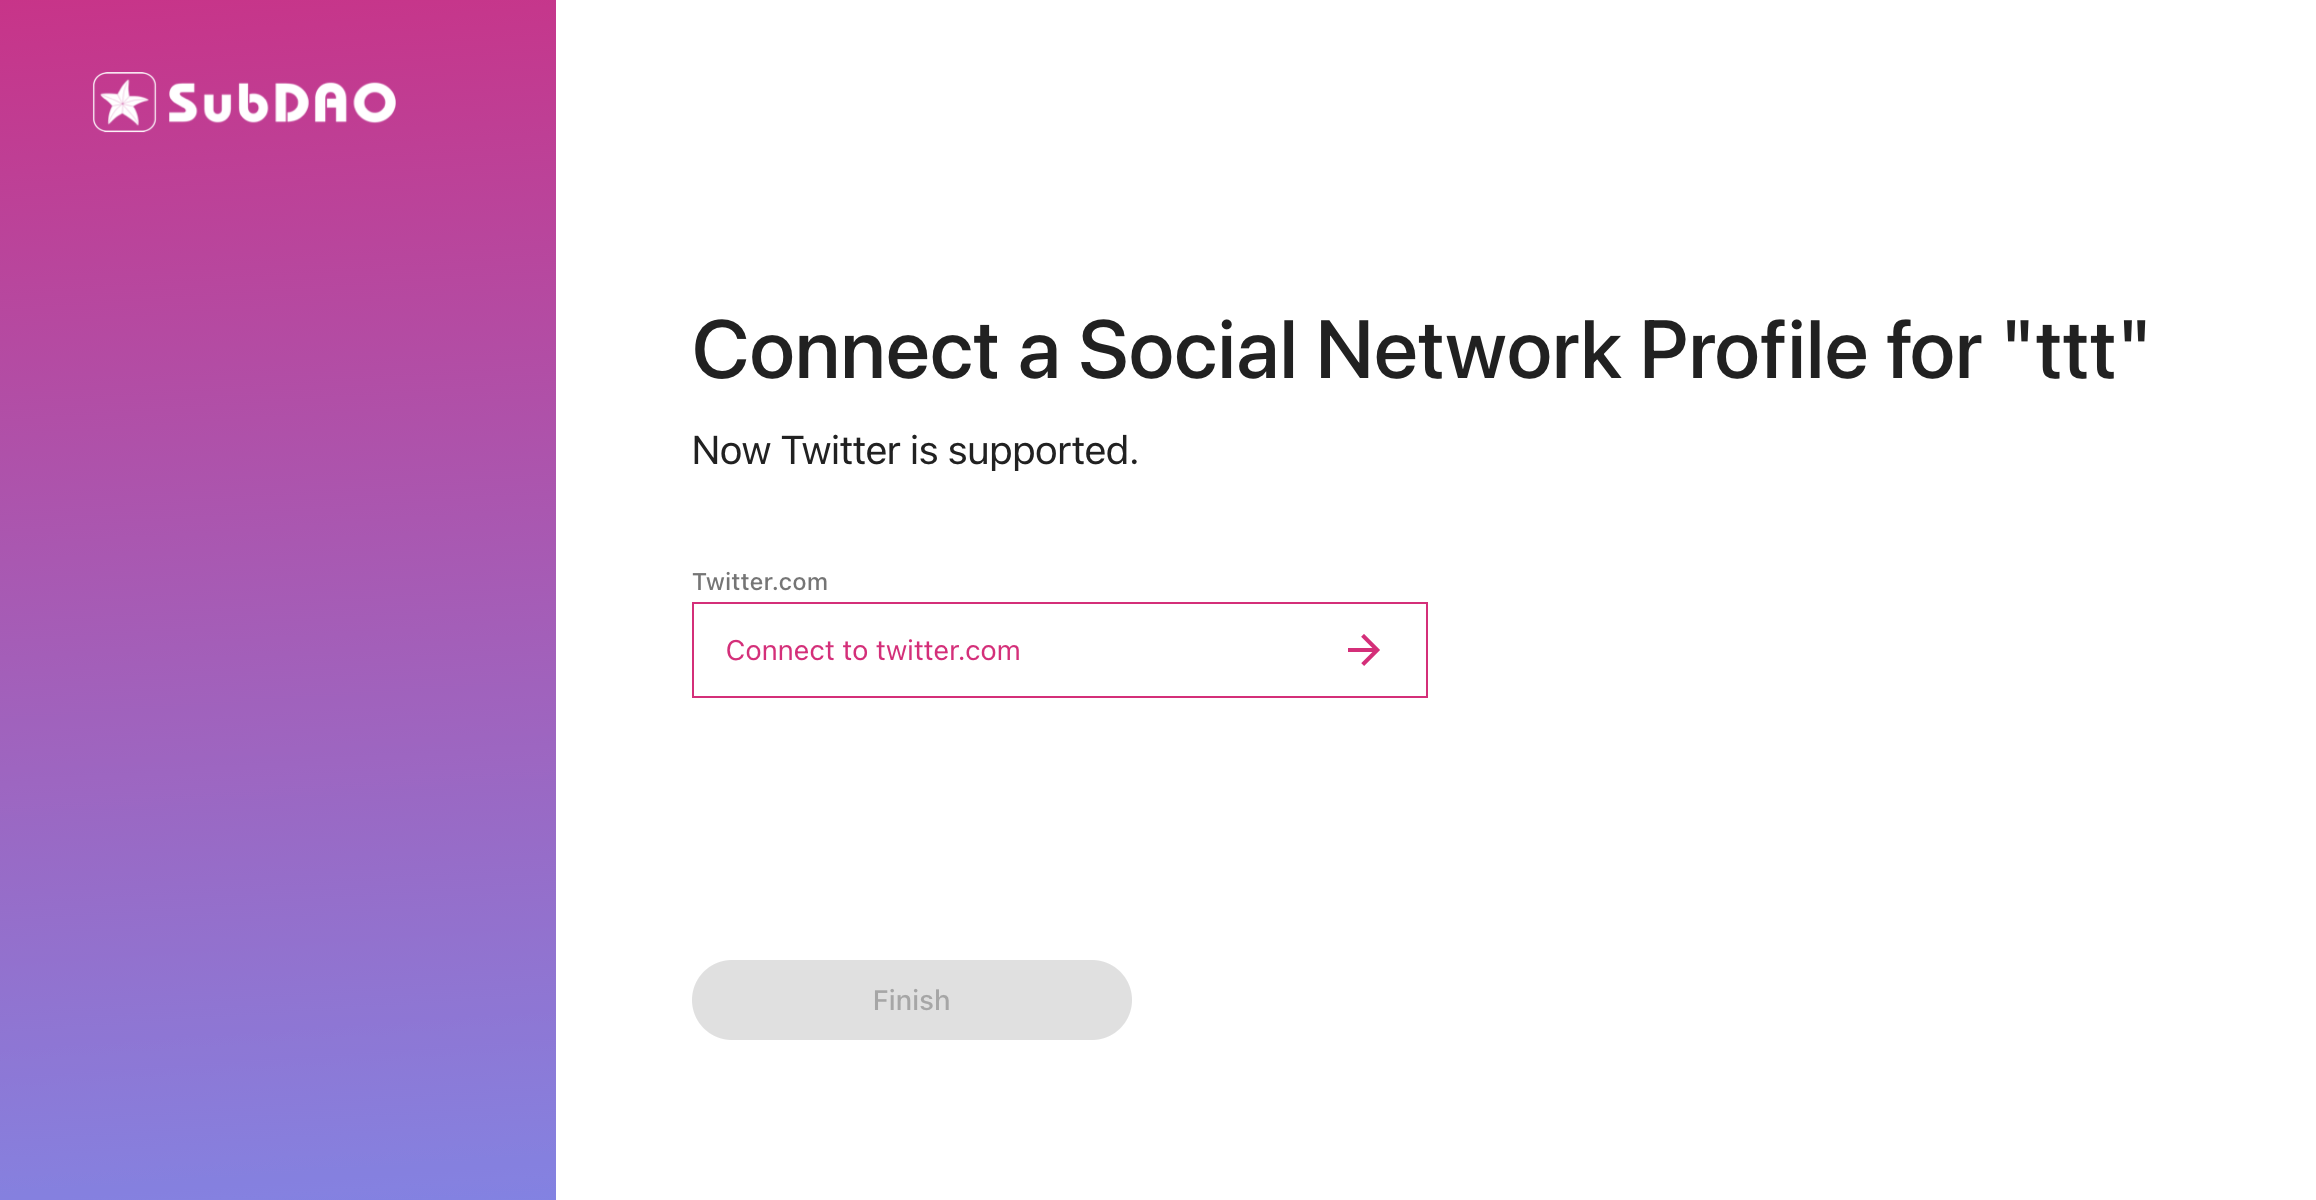 SubDAO
Connect a Social Network Profile for "ttt"
Now Twitter is supported.
Twitter.com
Connect to twitter.com
Finish